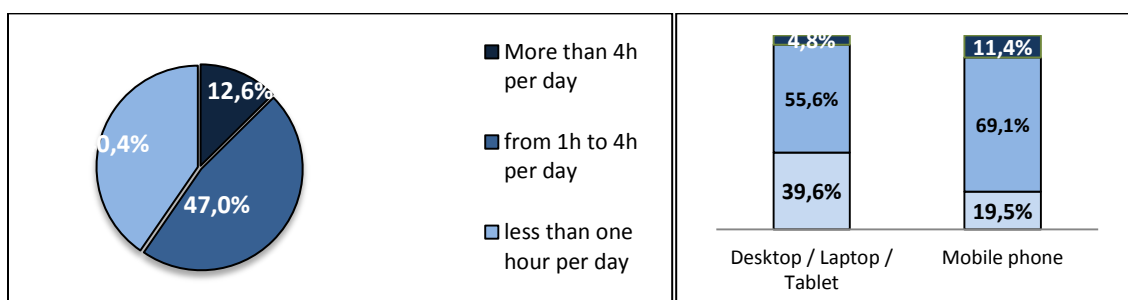 More than 4h
per day
12,6%
0,4%
from 1h to 4h
per day
47,0%
less than one
hour per day
4,8%
11,4%
55,6%
69,1%
39,6%
19,5%
Desktop / Laptop /
Tablet
Mobile phone